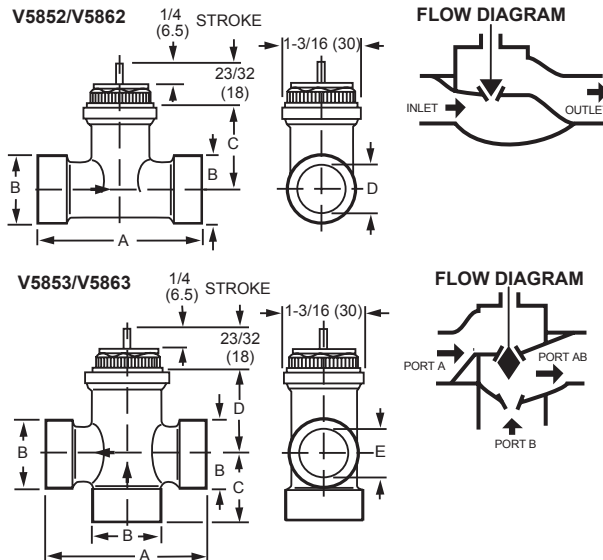 V5852/V5862
1/4
(6.5)
STROKE
1-3/16 (30)
23/32
(18)
C
B
B
D
A
FLOW DIAGRAM
INLET
OUTLET
V5853/V5863
1/4
(6.5)
STROKE
1-3/16 (30)
23/32
(18)
D
B
B
E
C
B
A
FLOW DIAGRAM
PORT A
PORT AB
PORT B